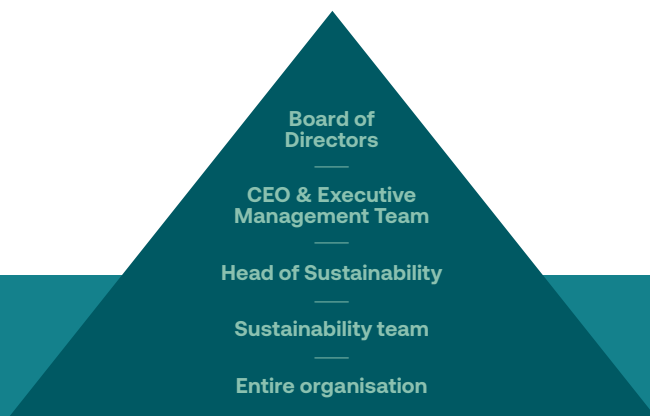 Board of
Directors
CEO & Executive
Management Team
Head of Sustainability
Sustainability team
Entire organisation